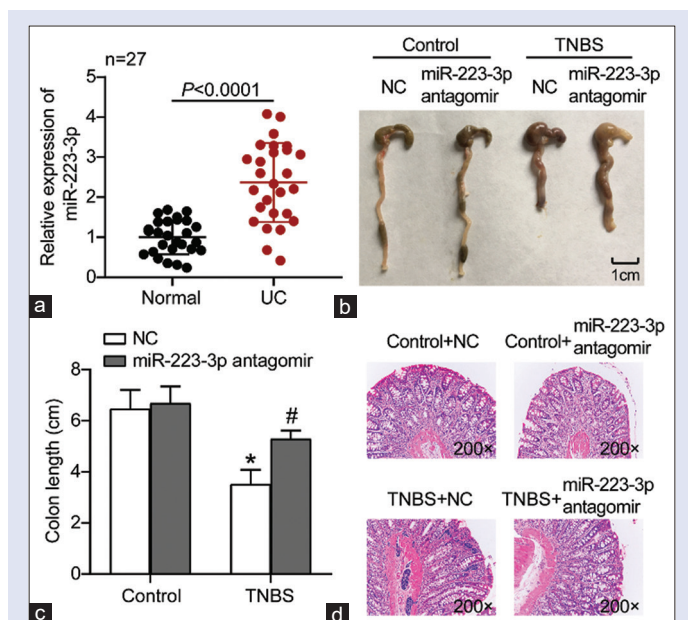 n=27
P<0.0001
Relative expression of
miR-223-3p
5
4
3
2
1
0
Normal
UC
a
Control
TNBS
NC
miR-223-3p
antagomir
NC
miR-223-3p
antagomir
1cm
b
NC
miR-223-3p antagomir
Colon length (cm)
8
6
4
2
0
*
#
Control
TNBS
c
Control+NC
Control+ miR-223-3p
antagomir
200×
200×
TNBS+NC
TNBS+ miR-223-3p
antagomir
200×
200×
d